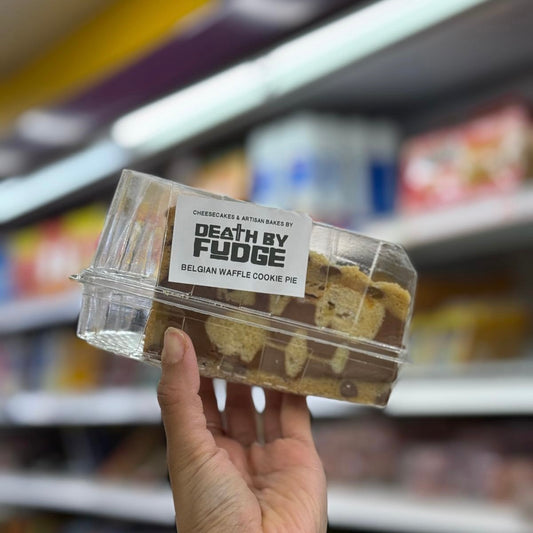 CHEESECAKES & ARTISAN BAKES BY
DEATH BY
FUDGE
BELGIAN WAFFLE COOKIE PIE